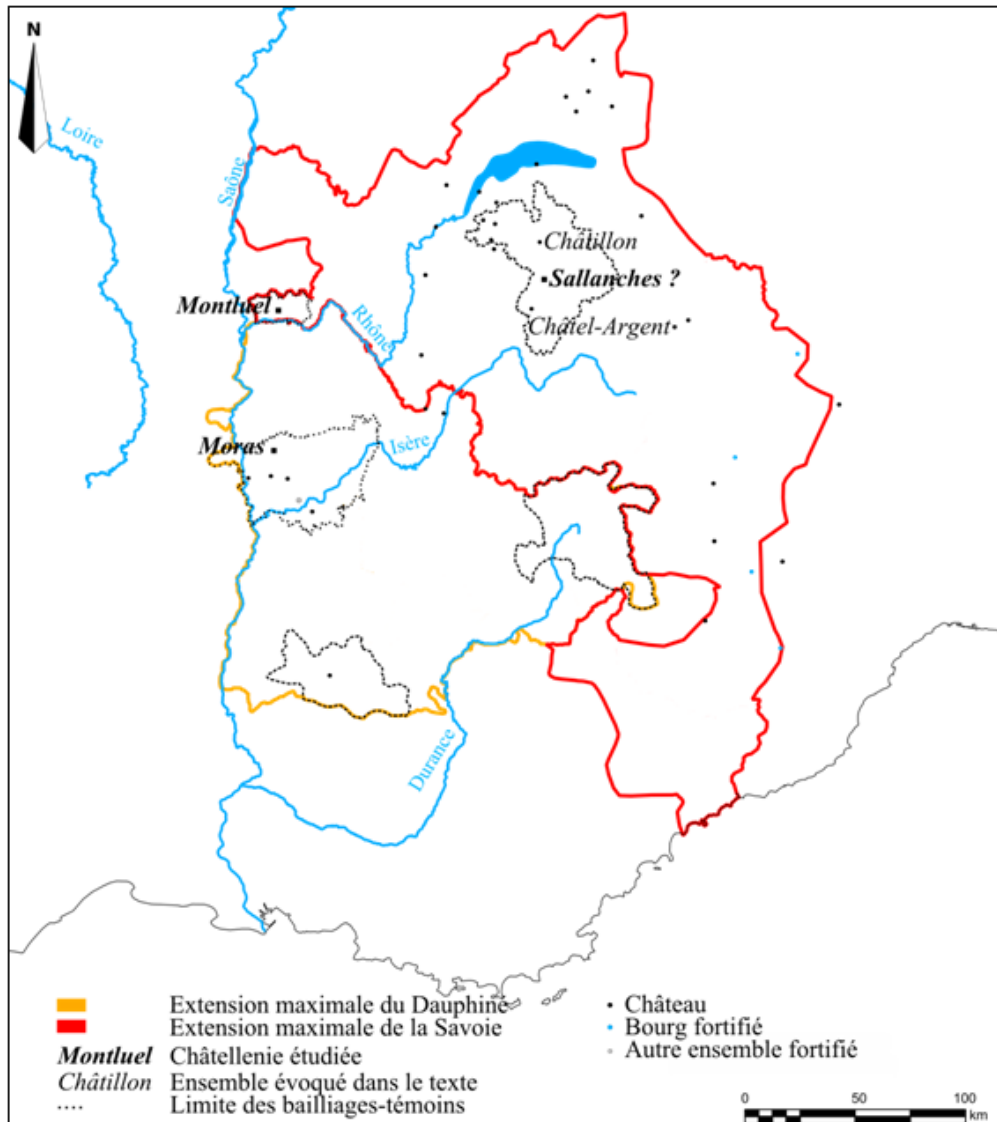 N
Loire
Saône
Châtillon
Sallanches ?
Montluel
Rhône
Châtel-Argent
Moras
Isère
Durance
Extension maximale du Dauphiné
Extension maximale de la Savoie
Montluel Châtellenie étudiée
Châtillon Ensemble évoqué dans le texte
.... Limite des bailliages-témoins
Château
Bourg fortifié
Autre ensemble fortifié
0 50 100
km